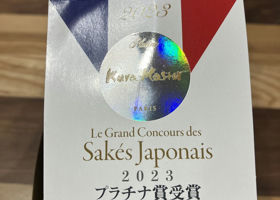 2023
Kura Master
PARIS
Le Grand Concours des
Sakés Japonais
2023
プラチナ賞受賞